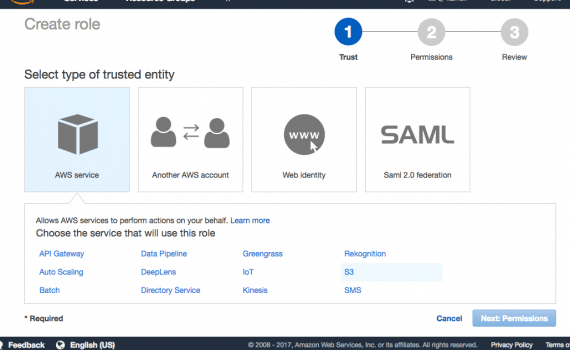 Create role
1
2
3
Trust
Permissions
Review
Select type of trusted entity
www
SAML
AWS service
Another AWS account
Web identity
Saml 2.0 federation
Allows AWS services to perform actions on your behalf. Learn more
Choose the service that will use this role
API Gateway
Data Pipeline
Greengrass
Rekognition
Auto Scaling
DeepLens
IoT
S3
Batch
Directory Service
Kinesis
SMS
* Required
Cancel
Next: Permissions
Feedback
English (US)
© 2008 - 2017, Amazon Web Services, Inc. or its affiliates. All rights reserved.
Privacy Policy
Terms of